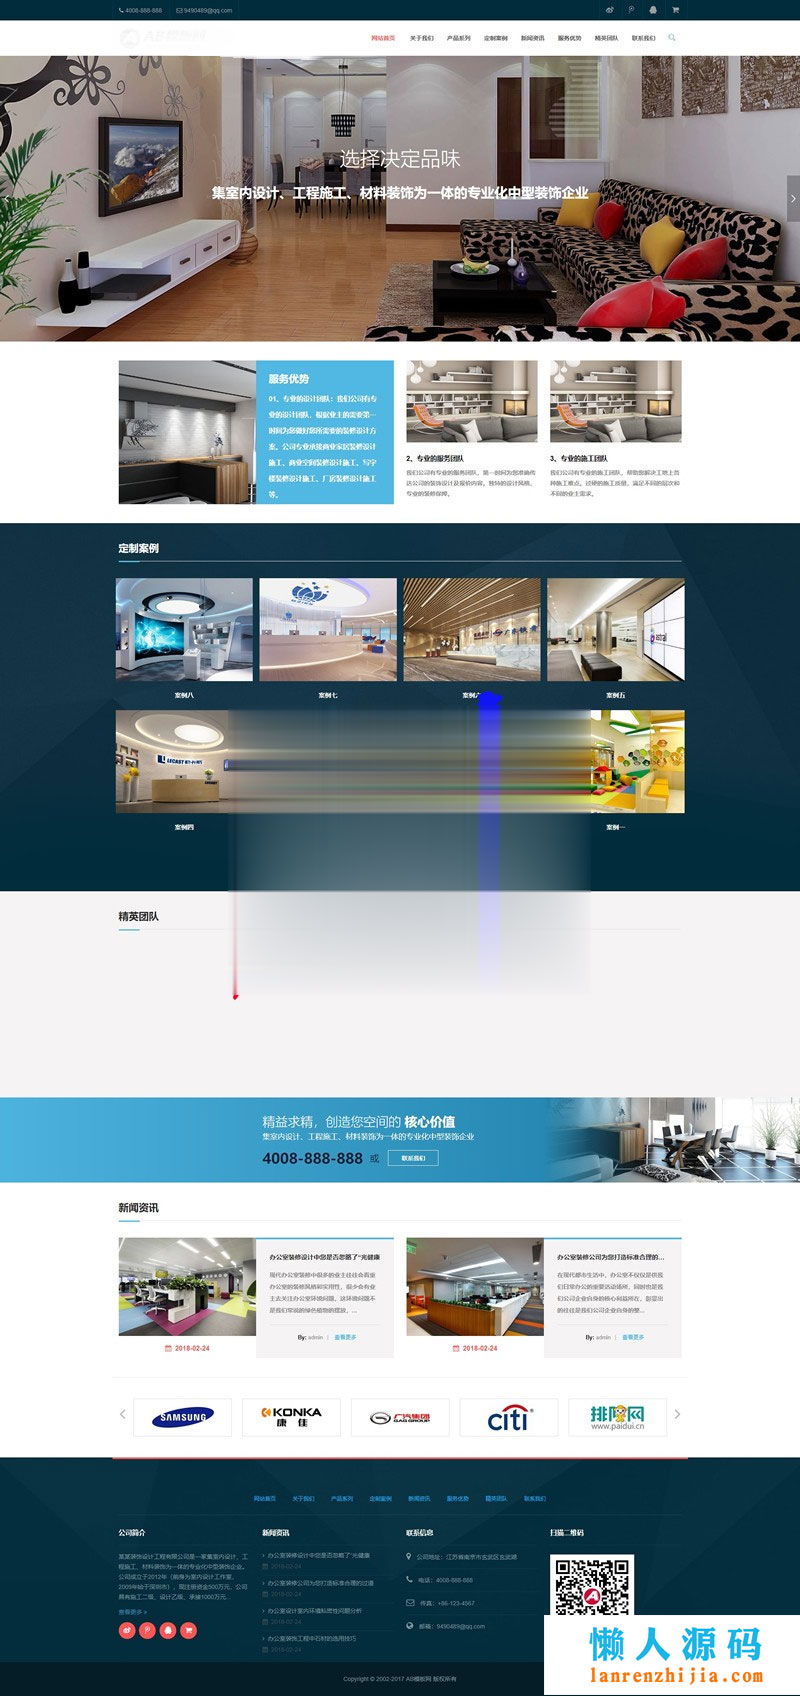 4008-888-888
9490489@qq.com
AB模板网
网站首页 关于我们 产品系列 定制案例 新闻资讯 服务优势 精英团队 联系我们
选择决定品味
集室内设计、工程施工、材料装饰为一体的专业化中型装饰企业
服务优势
01、专业的设计团队：我们公司有专
业的设计团队，根据业主的需要第一
时间为您做好您所需要的装修设计方
案。公司专业承接商业家居装修设计
施工、商业空间装修设计施工、写字
楼装修设计施工、厂房装修设计施工
等。
2、专业的服务团队
我们公司有专业的服务团队，第一时间为您准确传
达公司的装饰设计及报价内容。独特的设计风格、
专业的装修保障。
3、专业的施工团队
我们公司有专业的施工团队，帮助您解决工地上各
种施工难点。过硬的施工质量，满足不同的层次和
不同的业主需求。
定制案例
案例八
案例七
案例六
案例五
LECAST
案例四
案例一
精英团队
精益求精，创造您空间的 核心价值
集室内设计、工程施工、材料装饰为一体的专业化中型装饰企业
4008-888-888 或 联系我们
新闻资讯
办公室装修设计中您是否忽略了“光健康
现代办公室装修中很多的业主往往会看重
办公室的装修风格和实用性，很少会有业
主去关注办公室环境问题，这环境问题不
是我们常说的绿色植物的摆放，...
By: admin | 查看更多
2018-02-24
办公室装修公司为您打造标准合理的...
在现代都市生活中，办公室不仅仅是供我
们日常办公的重要活动场所，同时也是我
们公司企业自身的核心利益所在，彰显出
的往往是我们公司企业自身的整...
By: admin | 查看更多
2018-02-24
SAMSUNG
KONKA
康佳
广汽集团
GAC GROUP
citi
排队网
www.paidui.cn
网站首页 关于我们 产品系列 定制案例 新闻资讯 服务优势 精英团队 联系我们
公司简介
某某装饰设计工程有限公司是一家集室内设计、工
程施工、材料装饰为一体的专业化中型装饰企业。
公司成立于2012年（前身为室内设计工作室，
2009年始于深圳市），现注册资金500万元，公司
具有施工二级、设计乙级、承接1000万元...
查看更多 »
新闻资讯
办公室装修设计中您是否忽略了“光健康
2018-02-24
办公室装修公司为您打造标准合理的过道
2018-02-24
办公室设计室内环境私密性问题分析
2018-02-24
办公室装饰工程中石材的选用技巧
2018-02-24
联系信息
公司地址：江苏省南京市玄武区玄武湖
电话：4008-888-888
传真：+86-123-4567
邮箱：9490489@qq.com
扫描二维码
Copyright © 2002-2017 AB模板网 版权所有
懒人源码
lanrenzhijia.com